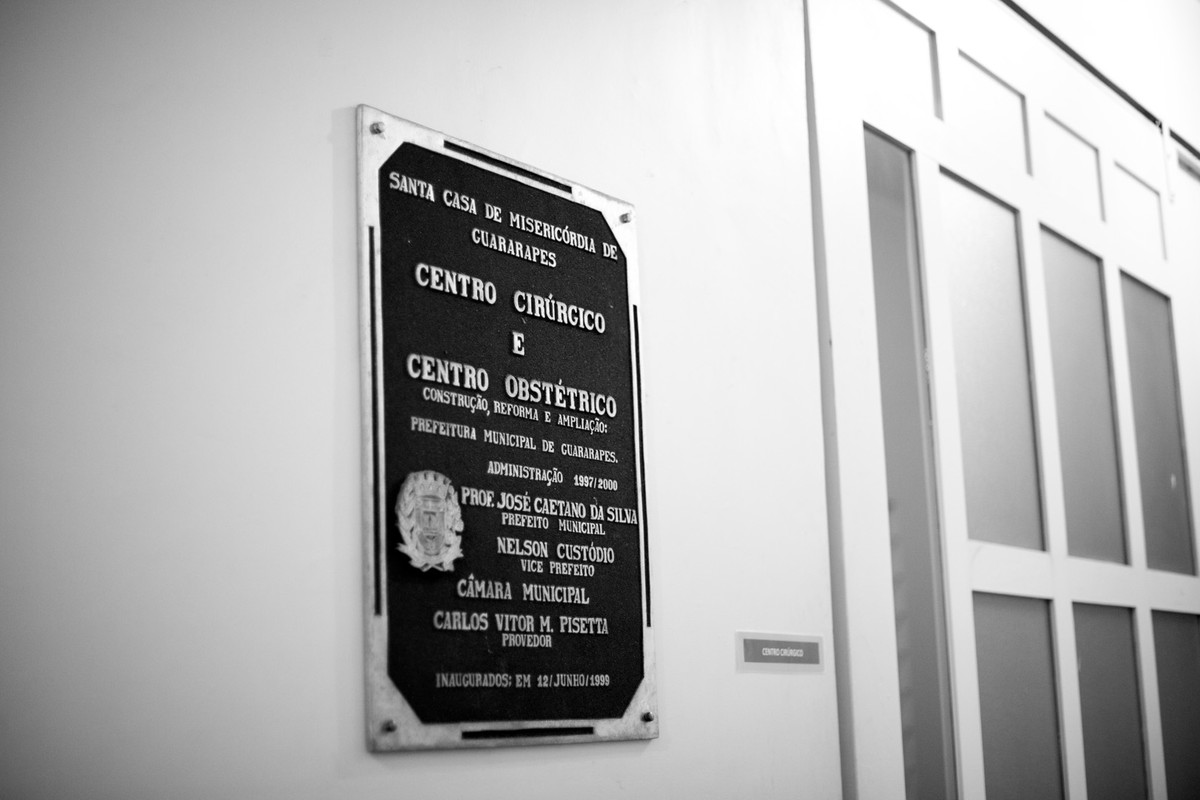 SANTA CASA DE MISERICÓRDIA DE
GUARARAPES
CENTRO CIRÚRGICO
E
CENTRO OBSTÉTRICO
CONSTRUÇÃO, REFORMA E AMPLIAÇÃO:
PREFEITURA MUNICIPAL DE GUARARAPES.
ADMINISTRAÇÃO 1997/2000
PROF. JOSÉ CAETANO DA SILVA
PREFEITO MUNICIPAL
NELSON CUSTÓDIO
VICE PREFEITO
CÂMARA MUNICIPAL
CARLOS VITOR M. PISETTA
PROVEDOR
INAUGURADOS: EM 12/JUNHO/1999
CENTRO CIRÚRGICO